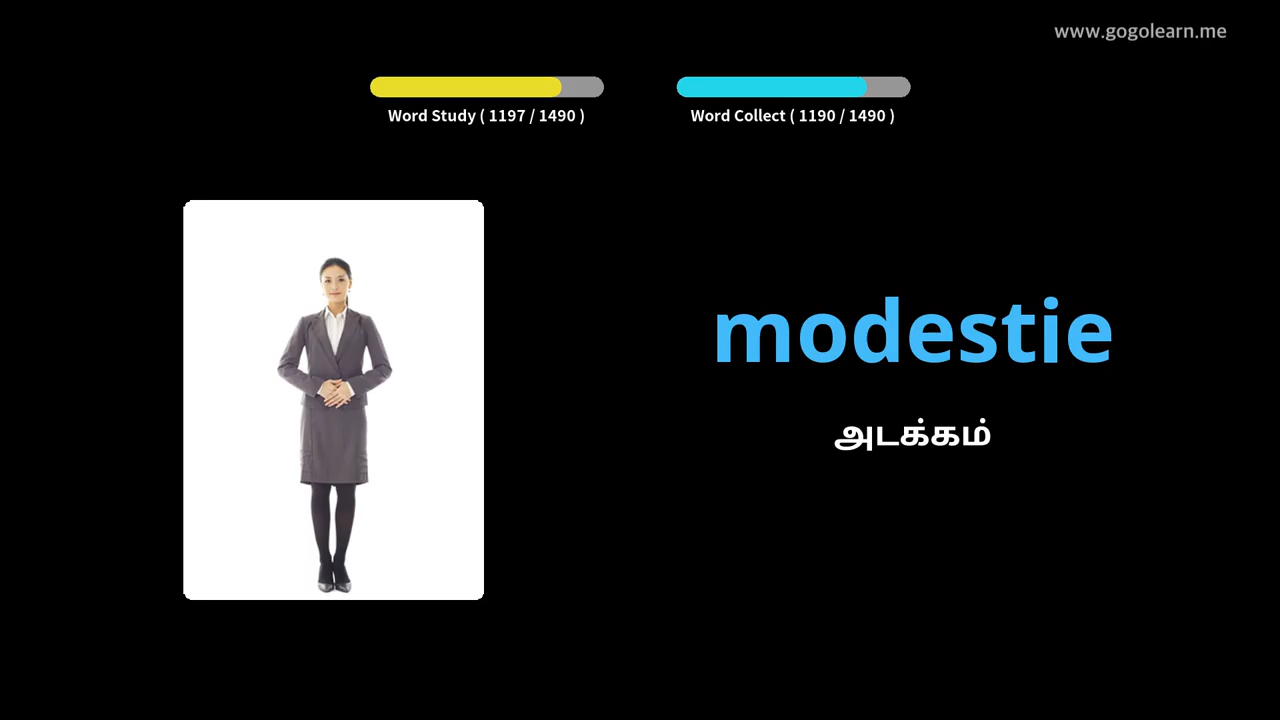 www.gogolearn.me
Word Study ( 1197 / 1490 )
Word Collect ( 1190 / 1490 )
modestie
அடக்கம்